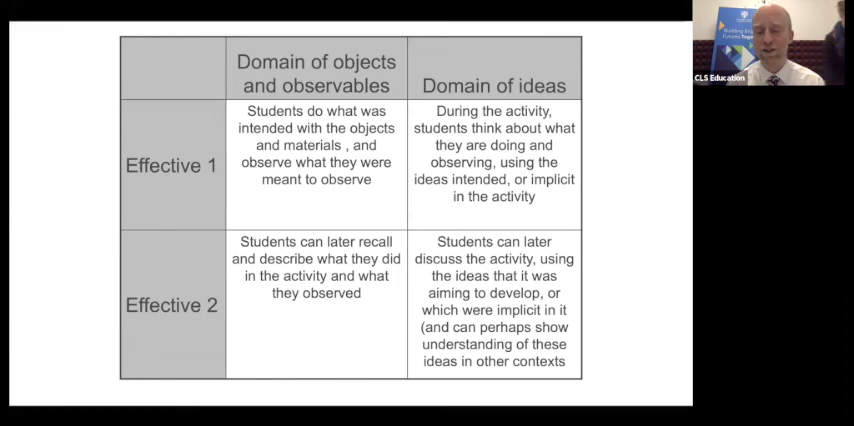 Domain of objects
and observables
Domain of ideas
Effective 1
Students do what was
intended with the objects
and materials , and
observe what they were
meant to observe
During the activity,
students think about what
they are doing and
observing, using the
ideas intended, or implicit
in the activity
Effective 2
Students can later recall
and describe what they did
in the activity and what
they observed
Students can later
discuss the activity, using
the ideas that it was
aiming to develop, or
which were implicit in it
(and can perhaps show
understanding of these
ideas in other contexts
Building
Futures
CLS Education